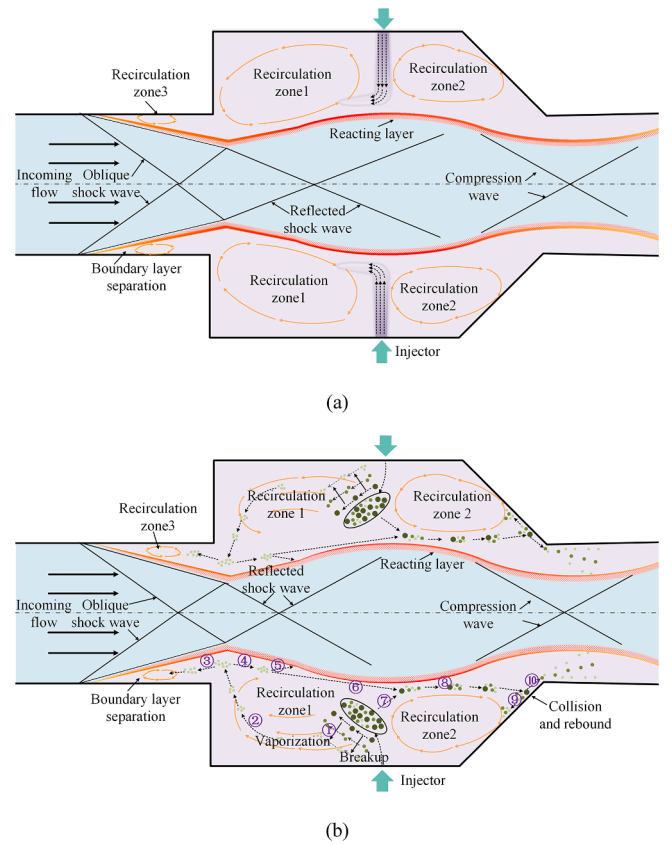 Recirculation
zone3
Recirculation
zone1
Recirculation
zone2
Reacting layer
Incoming
flow
Oblique
shock wave
Compression
wave
Reflected
shock wave
Boundary layer
separation
Recirculation
zone1
Recirculation
zone2
Injector
(a)
Recirculation
zone3
Recirculation
zone 1
Recirculation
zone 2
Reacting layer
Reflected
shock wave
Incoming
flow
Oblique
shock wave
Compression
wave
③
④
⑤
⑥
⑦
⑧
⑨
⑩
Boundary layer
separation
Recirculation
zone1
②
①
Vaporization
Breakup
Recirculation
zone2
Collision
and rebound
Injector
(b)